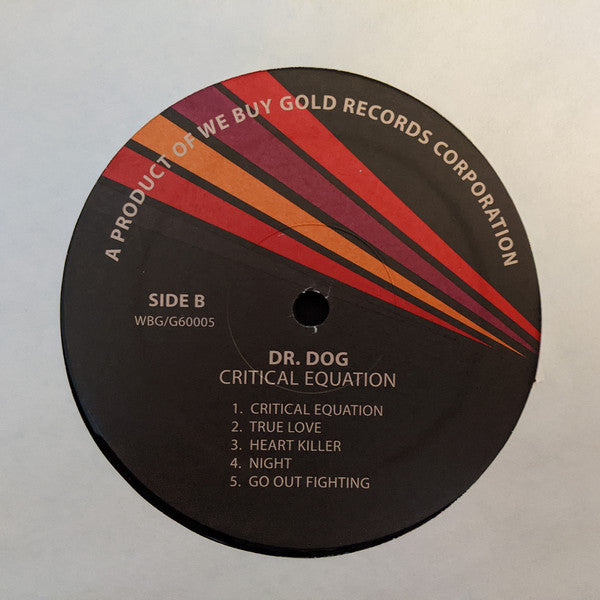 A PRODUCT OF WE BUY GOLD RECORDS CORPORATION
SIDE B
WBG/G60005
DR. DOG
CRITICAL EQUATION
1. CRITICAL EQUATION
2. TRUE LOVE
3. HEART KILLER
4. NIGHT
5. GO OUT FIGHTING